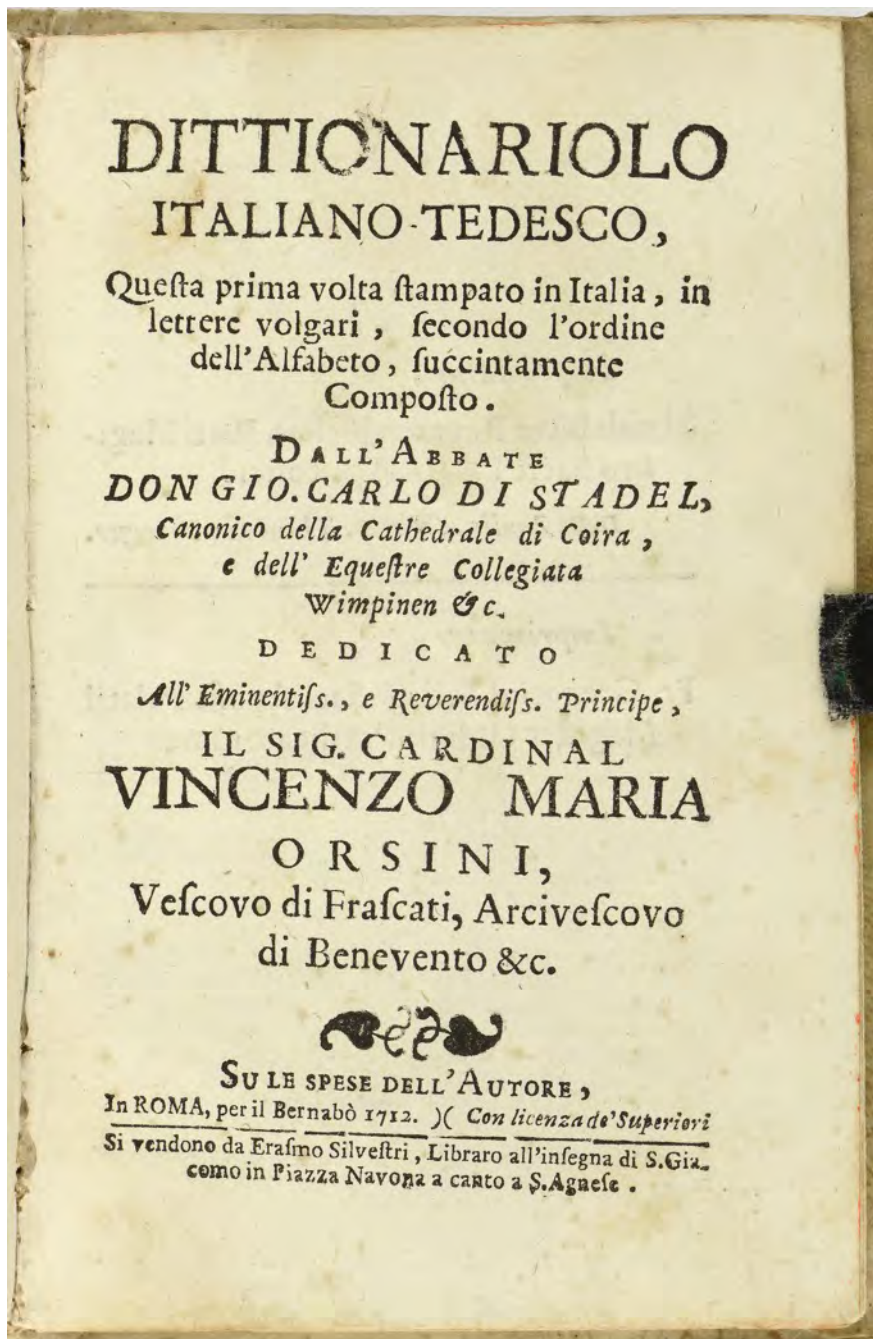 DITTIONARIOLO
ITALIANO-TEDESCO,
Queſta prima volta ſtampato in Italia, in
lettere volgari, ſecondo l'ordine
dell'Alfabeto, ſuccintamente
Compoſto.
DALL'ABBATE
DON GIO. CARLO DI STADEL,
Canonico della Cathedrale di Coira,
e dell' Equeſtre Collegiata
Wimpinen &c.
DEDICATO
All' Eminentiſs., e Reverendiſs. Principe,
IL SIG. CARDINAL
VINCENZO MARIA
ORSINI,
Veſcovo di Fraſcati, Arciveſcovo
di Benevento &c.
SU LE SPESE DELL'AUTORE,
In ROMA, per il Bernabò 1712. )( Con licenza de' Superiori
Si vendono da Eraſmo Silveſtri, Libraro all'inſegna di S. Gia-
como in Piazza Navona a canto a S. Agneſe.